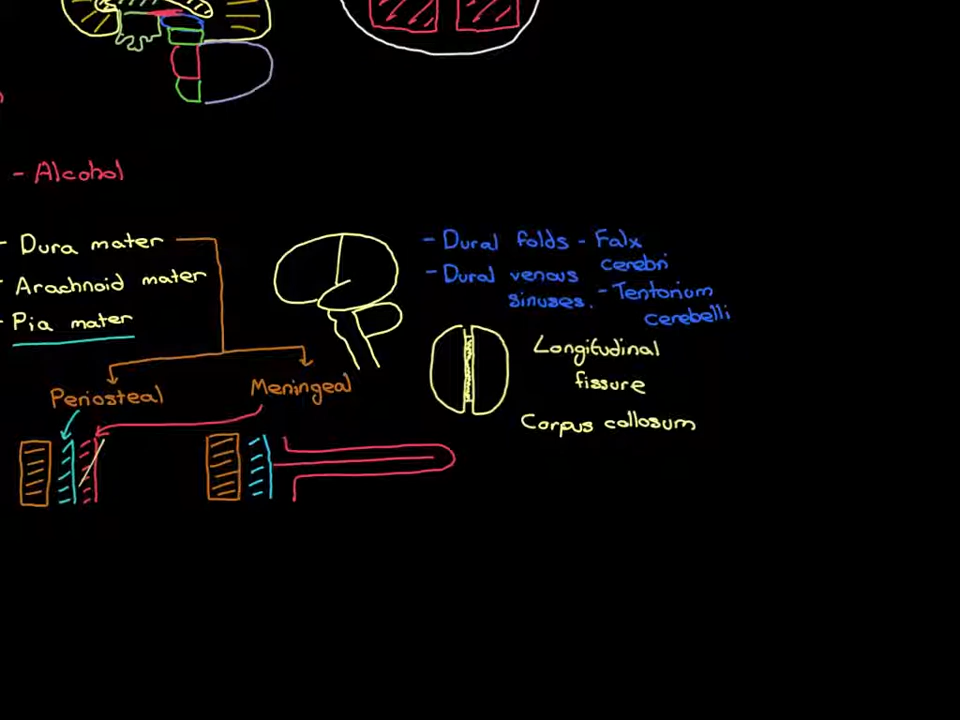 - Alcohol
- Dura mater
- Arachnoid mater
- Pia mater
Periosteal
Meningeal
- Dural folds - Falx
cerebri
- Dural venous
sinuses.
- Tentorium
cerebelli
Longitudinal
fissure
Corpus collosum